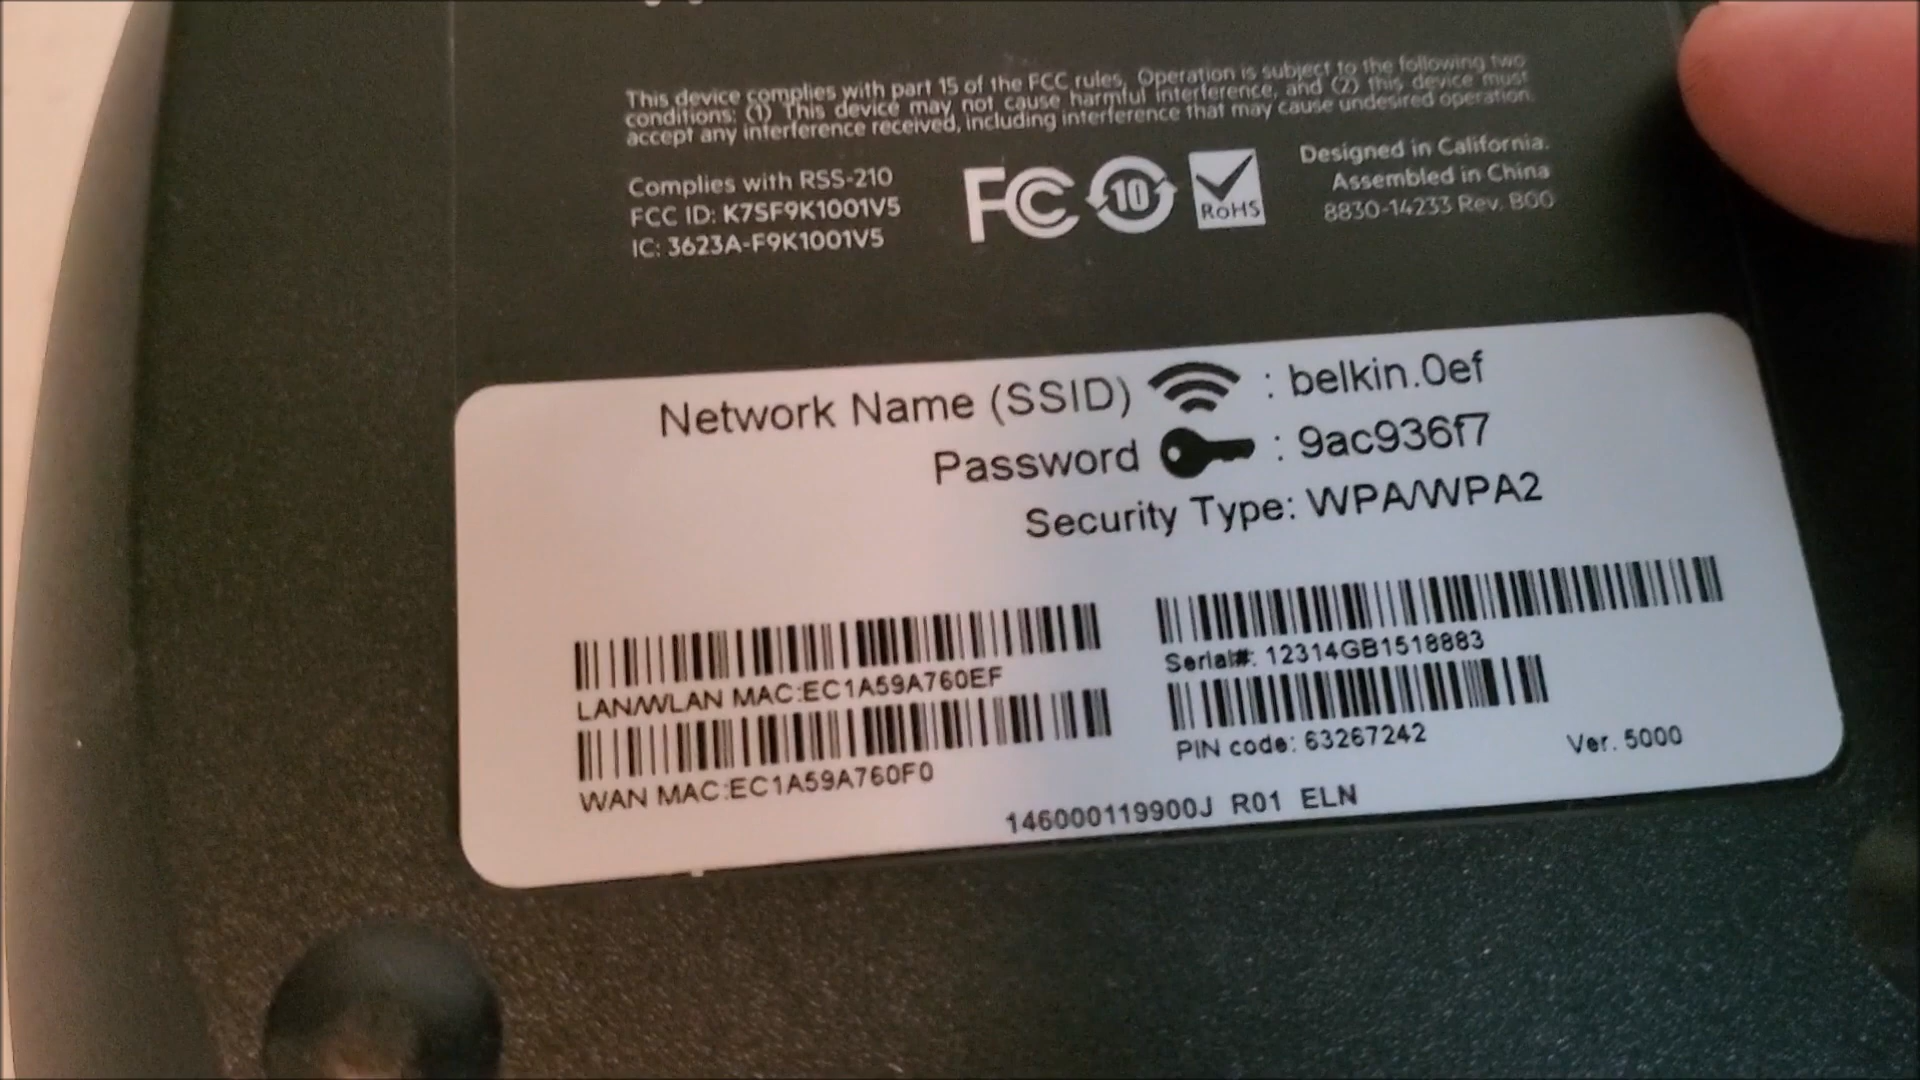 This device complies with part 15 of the FCC rules. Operation is subject to the following two
conditions: (1) This device may not cause harmful interference, and (2) this device must
accept any interference received, including interference that may cause undesired operation.
Complies with RSS-210
FCC ID: K7SF9K1001V5
IC: 3623A-F9K1001V5
FC
10
RoHS
Designed in California.
Assembled in China
8830-14233 Rev. B00
Network Name (SSID) : belkin.0ef
Password : 9ac936f7
Security Type: WPA/WPA2
LAN/WLAN MAC:EC1A59A760EF
WAN MAC:EC1A59A760F0
Serial#: 12314GB1518883
PIN code: 63267242
Ver. 5000
146000119900J R01 ELN